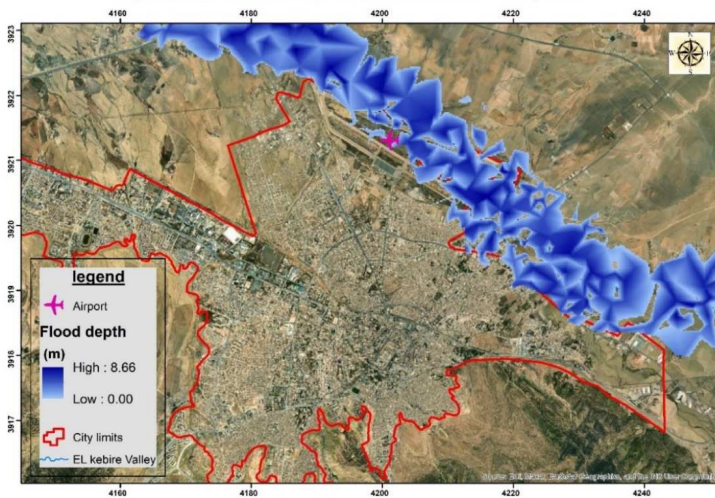 4160 4180 4200 4220 4240
3923
3922
3921
3920
3919
3918
3917
N
W
S
legend
Airport
Flood depth
(m)
High : 8.66
Low : 0.00
City limits
EL kebire Valley
4160 4180 4200 4220 4240